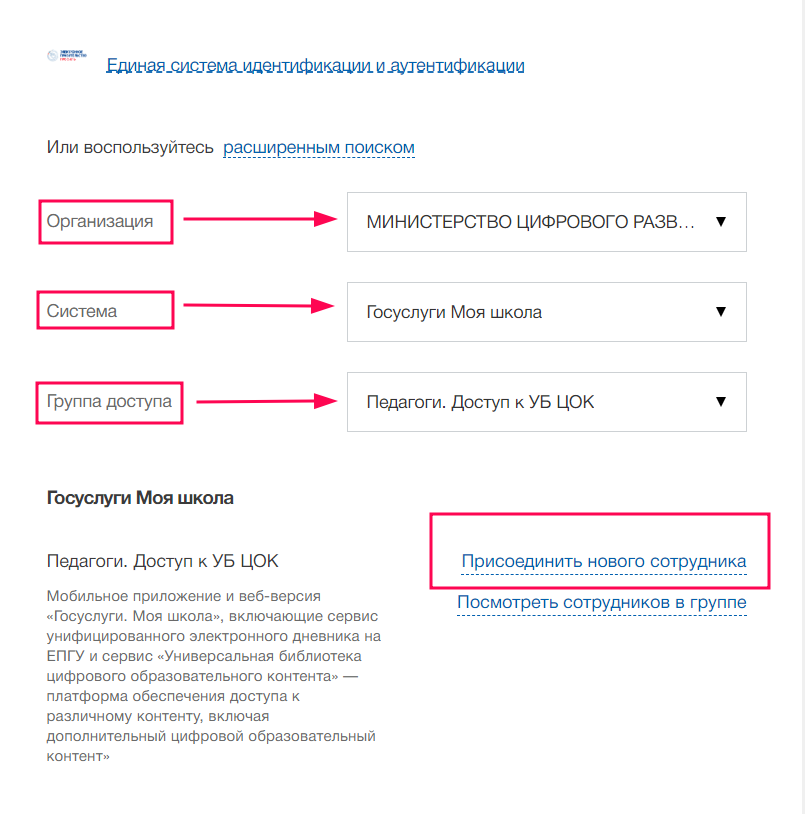 ЭЛЕКТРОННОЕ
ПРАВИТЕЛЬСТВО
Единая система идентификации и аутентификации
Или воспользуйтесь расширенным поиском
Организация
МИНИСТЕРСТВО ЦИФРОВОГО РАЗВ...
Система
Госуслуги Моя школа
Группа доступа
Педагоги. Доступ к УБ ЦОК
Госуслуги Моя школа
Педагоги. Доступ к УБ ЦОК
Присоединить нового сотрудника
Посмотреть сотрудников в группе
Мобильное приложение и веб-версия
«Госуслуги. Моя школа», включающие сервис
унифицированного электронного дневника на
ЕПГУ и сервис «Универсальная библиотека
цифрового образовательного контента» —
платформа обеспечения доступа к
различному контенту, включая
дополнительный цифровой образовательный
контент»